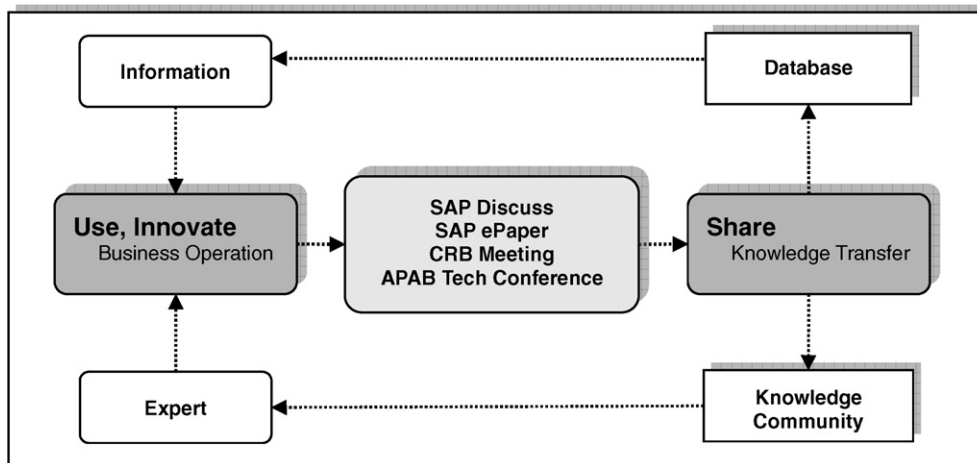 Information
Database
Use, Innovate
Business Operation
SAP Discuss
SAP ePaper
CRB Meeting
APAB Tech Conference
Share
Knowledge Transfer
Expert
Knowledge
Community